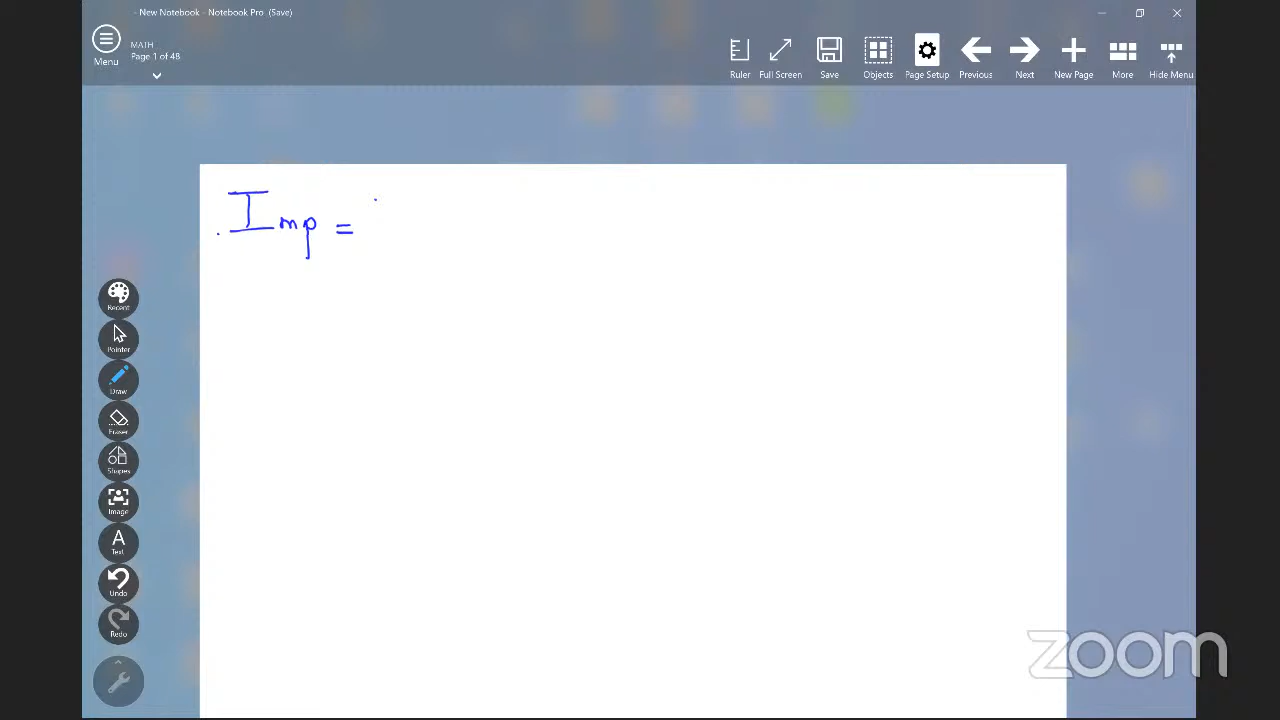 - New Notebook - Notebook Pro (Save)
Menu
MATH
Page 1 of 48
Ruler
Full Screen
Save
Objects
Page Setup
Previous
Next
New Page
More
Hide Menu
Imp =
Recent
Pointer
Draw
Eraser
Shapes
Image
A
Text
Undo
Redo
zoom